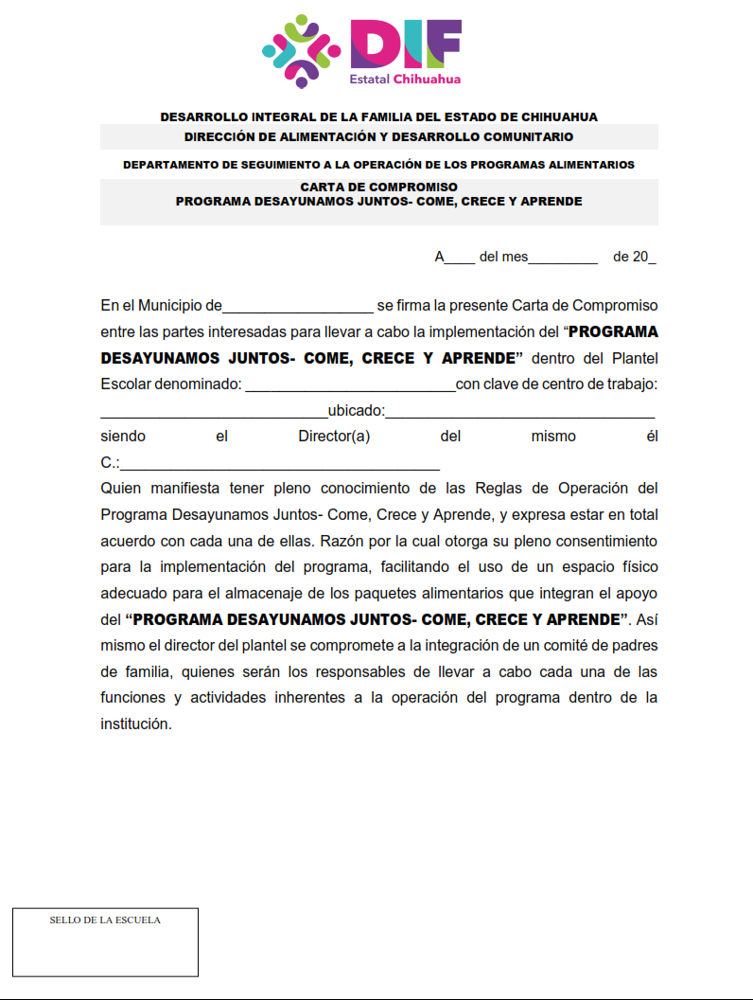 DIF
Estatal Chihuahua
DESARROLLO INTEGRAL DE LA FAMILIA DEL ESTADO DE CHIHUAHUA
DIRECCIÓN DE ALIMENTACIÓN Y DESARROLLO COMUNITARIO
DEPARTAMENTO DE SEGUIMIENTO A LA OPERACIÓN DE LOS PROGRAMAS ALIMENTARIOS
CARTA DE COMPROMISO
PROGRAMA DESAYUNAMOS JUNTOS- COME, CRECE Y APRENDE
A____ del mes_________ de 20_
En el Municipio de__________________ se firma la presente Carta de Compromiso
entre las partes interesadas para llevar a cabo la implementación del “PROGRAMA
DESAYUNAMOS JUNTOS- COME, CRECE Y APRENDE” dentro del Plantel
Escolar denominado: _________________________con clave de centro de trabajo:
___________________________ubicado:________________________________
siendo el Director(a) del mismo él
C.:______________________________________
Quien manifiesta tener pleno conocimiento de las Reglas de Operación del
Programa Desayunamos Juntos- Come, Crece y Aprende, y expresa estar en total
acuerdo con cada una de ellas. Razón por la cual otorga su pleno consentimiento
para la implementación del programa, facilitando el uso de un espacio físico
adecuado para el almacenaje de los paquetes alimentarios que integran el apoyo
del “PROGRAMA DESAYUNAMOS JUNTOS- COME, CRECE Y APRENDE”. Así
mismo el director del plantel se compromete a la integración de un comité de padres
de familia, quienes serán los responsables de llevar a cabo cada una de las
funciones y actividades inherentes a la operación del programa dentro de la
institución.
SELLO DE LA ESCUELA